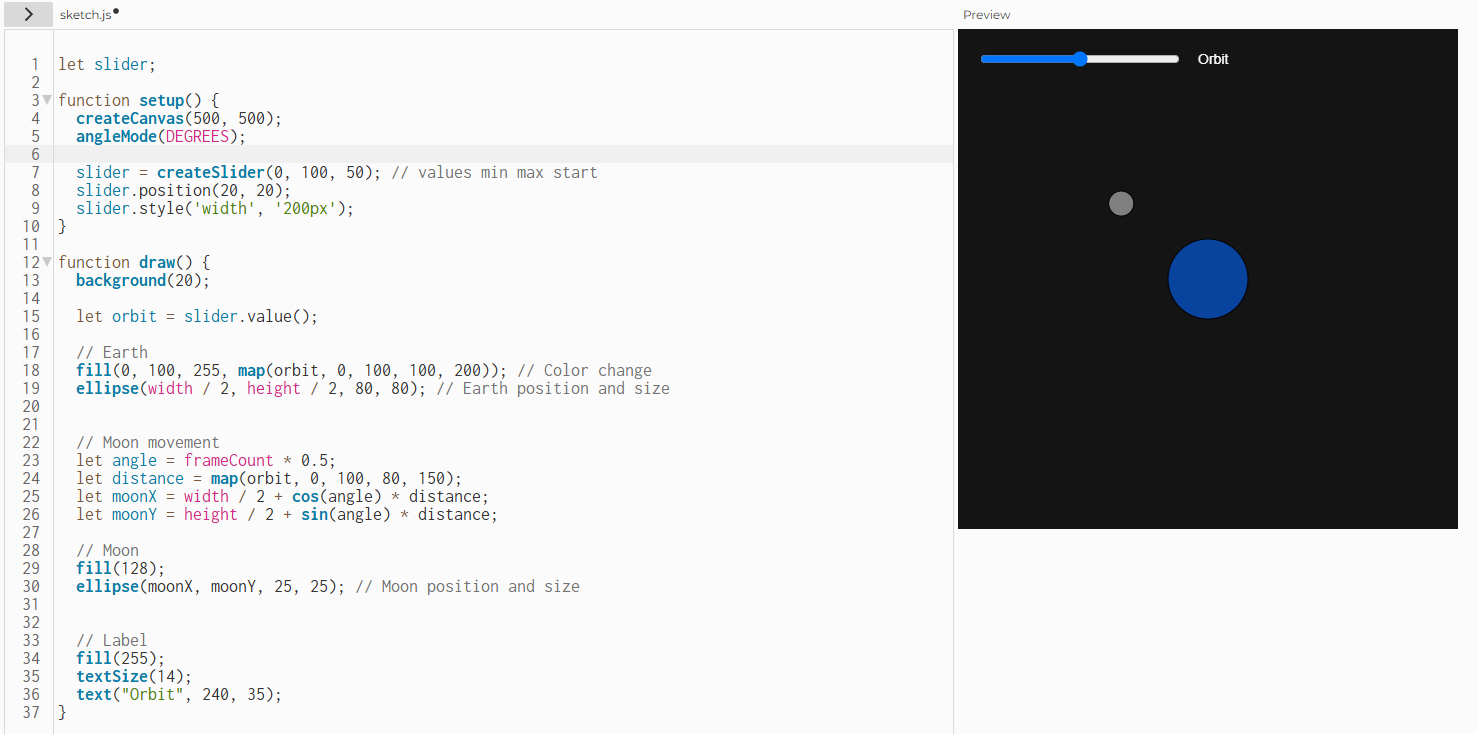 sketch.js
Preview
1 let slider;
2
3 function setup() {
4 createCanvas(500, 500);
5 angleMode(DEGREES);
6
7 slider = createSlider(0, 100, 50); // values min max start
8 slider.position(20, 20);
9 slider.style('width', '200px');
10 }
11
12 function draw() {
13 background(20);
14
15 let orbit = slider.value();
16
17 // Earth
18 fill(0, 100, 255, map(orbit, 0, 100, 100, 200)); // Color change
19 ellipse(width / 2, height / 2, 80, 80); // Earth position and size
20
21
22 // Moon movement
23 let angle = frameCount * 0.5;
24 let distance = map(orbit, 0, 100, 80, 150);
25 let moonX = width / 2 + cos(angle) * distance;
26 let moonY = height / 2 + sin(angle) * distance;
27
28 // Moon
29 fill(128);
30 ellipse(moonX, moonY, 25, 25); // Moon position and size
31
32
33 // Label
34 fill(255);
35 textSize(14);
36 text("Orbit", 240, 35);
37 }
Orbit